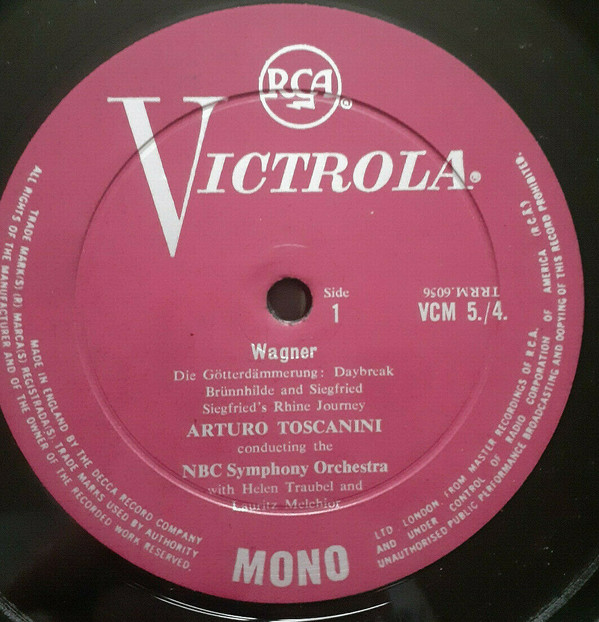 RCA®
VICTROLA®
Side
1
TRRM.6056
VCM 5./4.
Wagner
Die Götterdämmerung: Daybreak
Brünnhilde and Siegfried
Siegfried's Rhine Journey
ARTURO TOSCANINI
conducting the
NBC Symphony Orchestra
with Helen Traubel and
Lauritz Melchior.
MONO
TRADE MARK(S) (R). MARCA(S) REGISTRADA(S). TRADE MARKS USED BY AUTHORITY
ALL RIGHTS OF THE MANUFACTURER AND OF THE OWNER OF THE RECORDED WORK RESERVED.
MADE IN ENGLAND BY THE DECCA RECORD COMPANY
LTD. LONDON, FROM MASTER RECORDINGS OF R.C.A.
AND UNDER CONTROL OF RADIO CORPORATION OF AMERICA (R.C.A.)
UNAUTHORISED PUBLIC PERFORMANCE BROADCASTING AND COPYING OF THIS RECORD PROHIBITED.